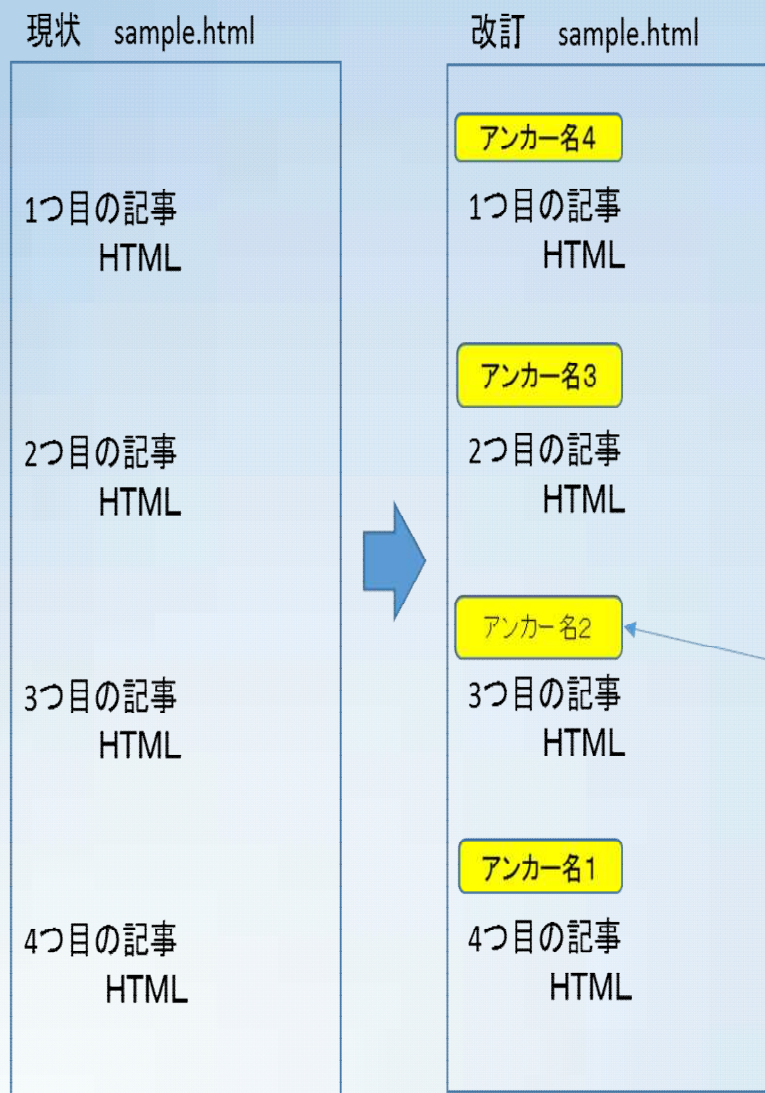 現状 sample.html
1つ目の記事
HTML
2つ目の記事
HTML
3つ目の記事
HTML
4つ目の記事
HTML
改訂 sample.html
アンカー名4
1つ目の記事
HTML
アンカー名3
2つ目の記事
HTML
アンカー名2
3つ目の記事
HTML
アンカー名1
4つ目の記事
HTML